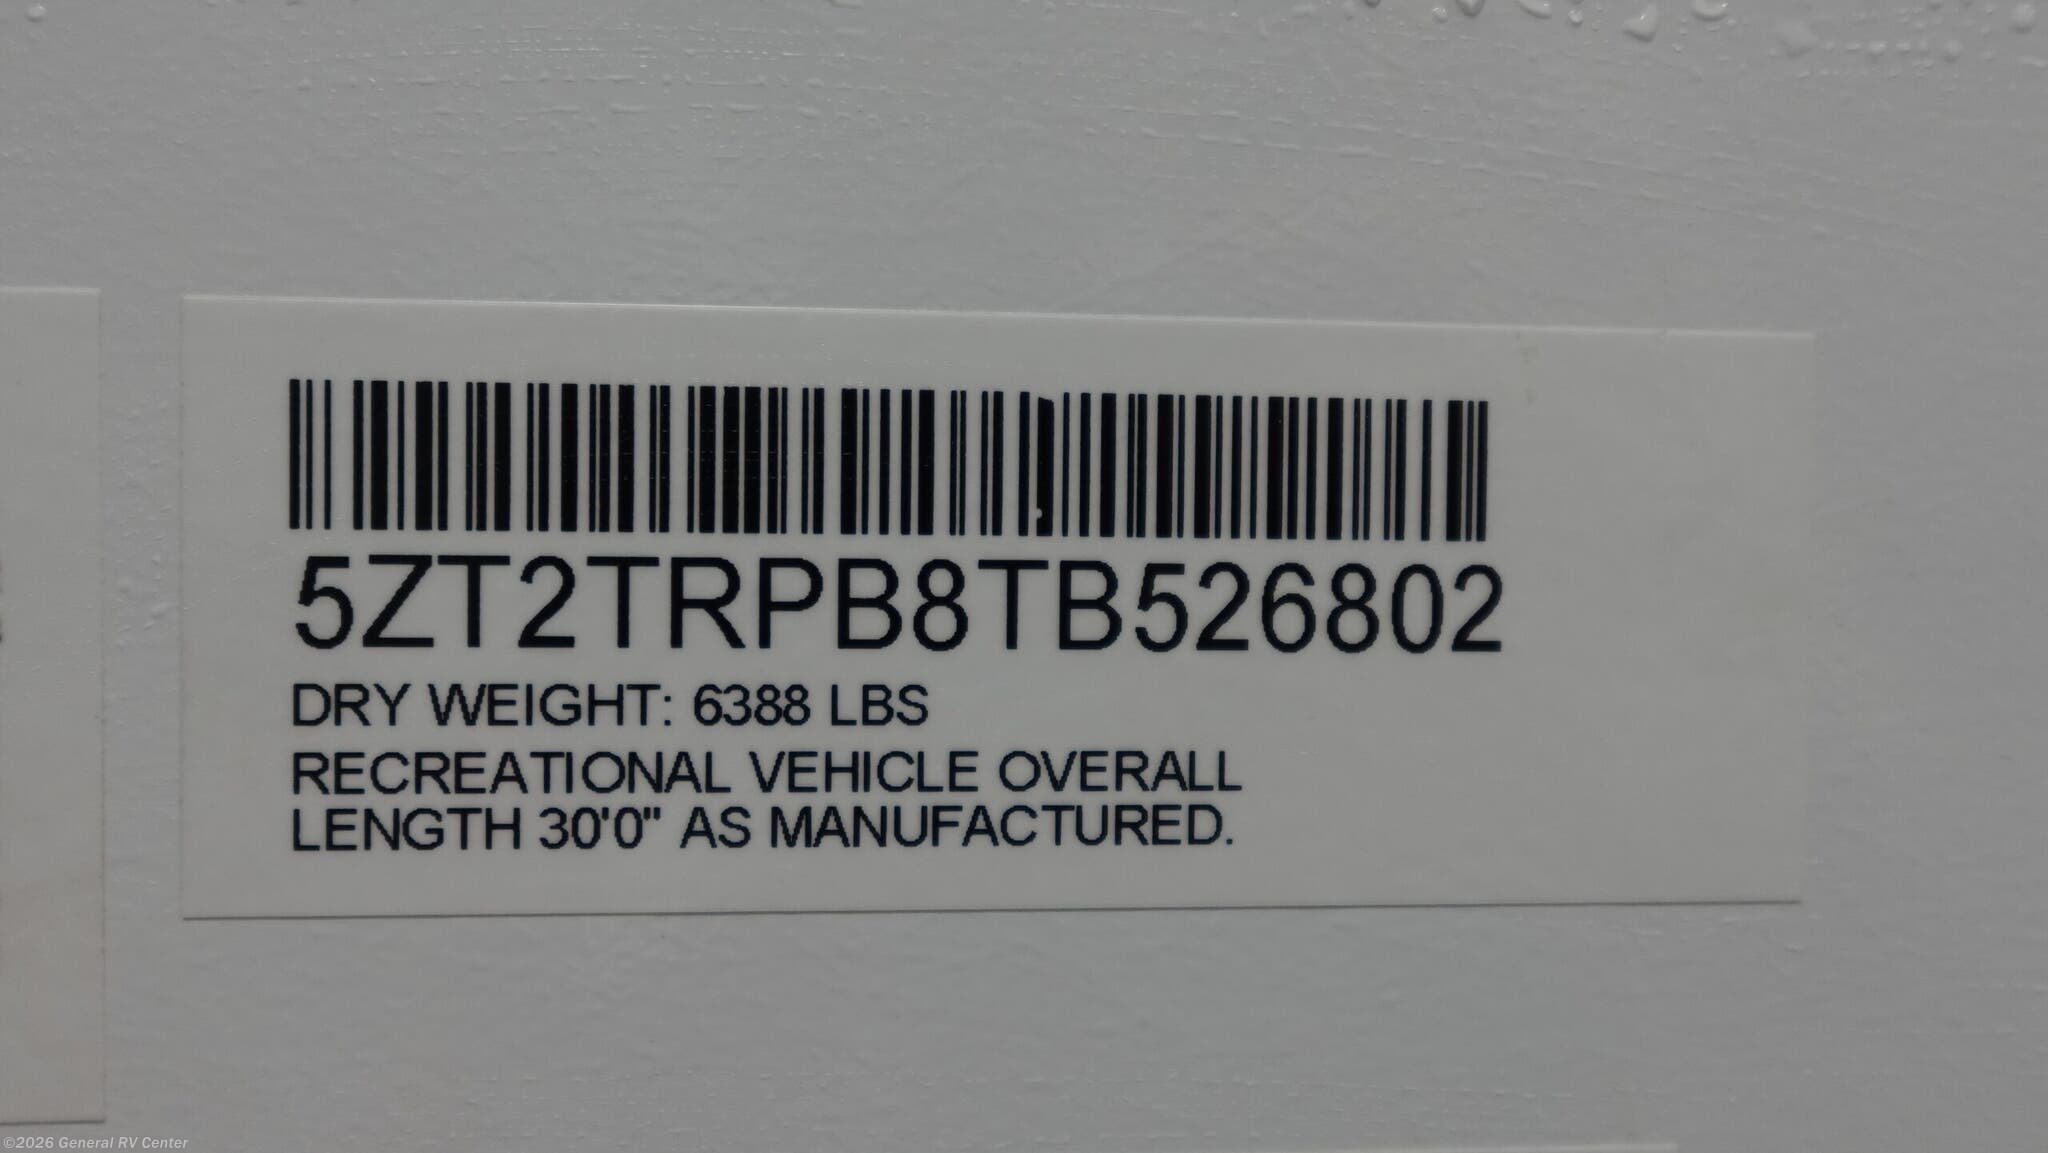 5ZT2TRPB8TB526802
DRY WEIGHT: 6388 LBS
RECREATIONAL VEHICLE OVERALL
LENGTH 30'0" AS MANUFACTURED.
©2026 General RV Center